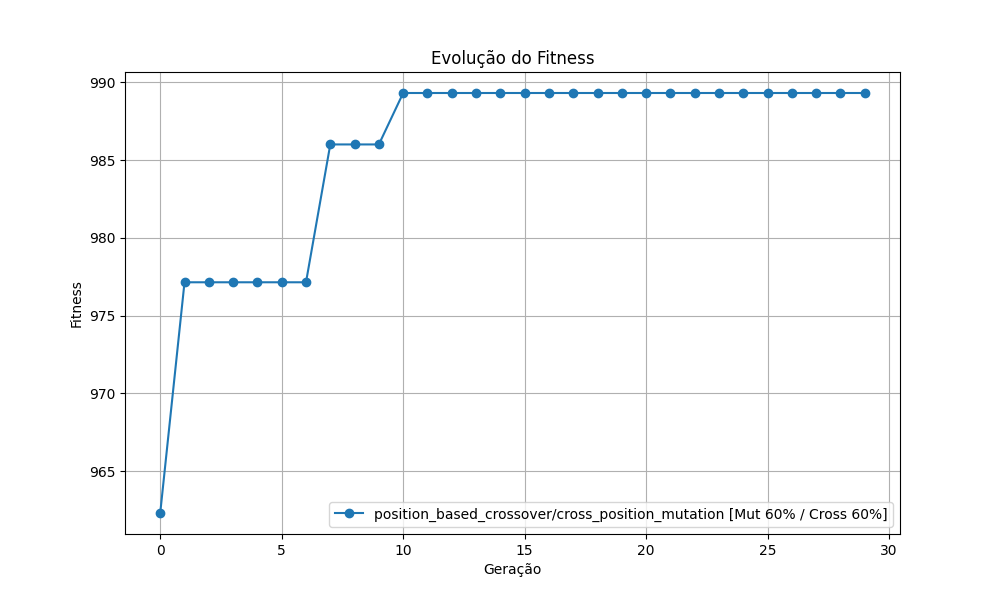 Evolução do Fitness
990
985
980
975
970
965
Fitness
position_based_crossover/cross_position_mutation [Mut 60% / Cross 60%]
0 5 10 15 20 25 30
Geração